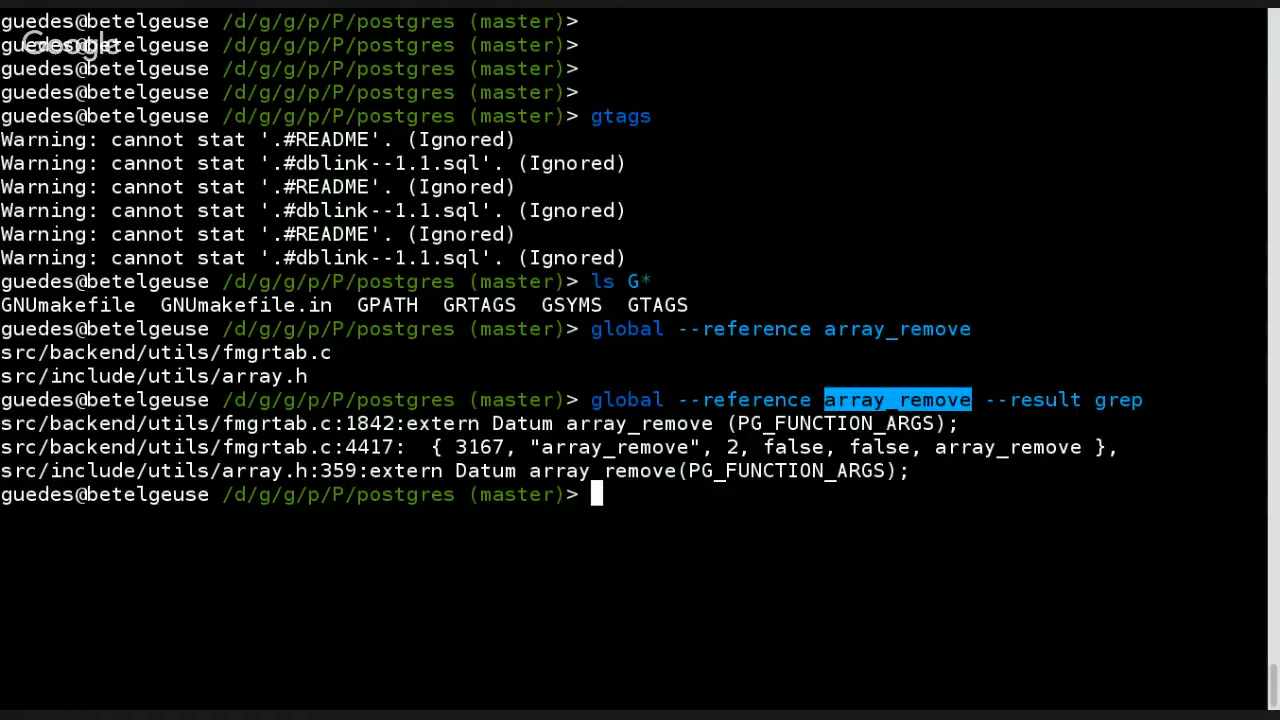 guedes@betelgeuse /d/g/g/p/P/postgres (master)>
guedes@betelgeuse /d/g/g/p/P/postgres (master)>
Google
guedes@betelgeuse /d/g/g/p/P/postgres (master)>
guedes@betelgeuse /d/g/g/p/P/postgres (master)>
guedes@betelgeuse /d/g/g/p/P/postgres (master)> gtags
Warning: cannot stat '.#README'. (Ignored)
Warning: cannot stat '.#dblink--1.1.sql'. (Ignored)
Warning: cannot stat '.#README'. (Ignored)
Warning: cannot stat '.#dblink--1.1.sql'. (Ignored)
Warning: cannot stat '.#README'. (Ignored)
Warning: cannot stat '.#dblink--1.1.sql'. (Ignored)
guedes@betelgeuse /d/g/g/p/P/postgres (master)> ls G*
GNUmakefile  GNUmakefile.in  GPATH  GRTAGS  GSYMS  GTAGS
guedes@betelgeuse /d/g/g/p/P/postgres (master)> global --reference array_remove
src/backend/utils/fmgrtab.c
src/include/utils/array.h
guedes@betelgeuse /d/g/g/p/P/postgres (master)> global --reference array_remove --result grep
src/backend/utils/fmgrtab.c:1842:extern Datum array_remove (PG_FUNCTION_ARGS);
src/backend/utils/fmgrtab.c:4417:  { 3167, "array_remove", 2, false, false, array_remove },
src/include/utils/array.h:359:extern Datum array_remove(PG_FUNCTION_ARGS);
guedes@betelgeuse /d/g/g/p/P/postgres (master)>